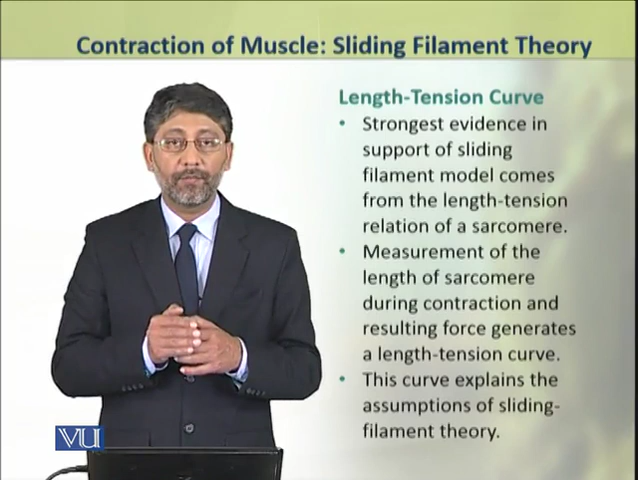 Contraction of Muscle: Sliding Filament Theory
Length-Tension Curve
• Strongest evidence in
support of sliding
filament model comes
from the length-tension
relation of a sarcomere.
• Measurement of the
length of sarcomere
during contraction and
resulting force generates
a length-tension curve.
• This curve explains the
assumptions of sliding-
filament theory.
VU